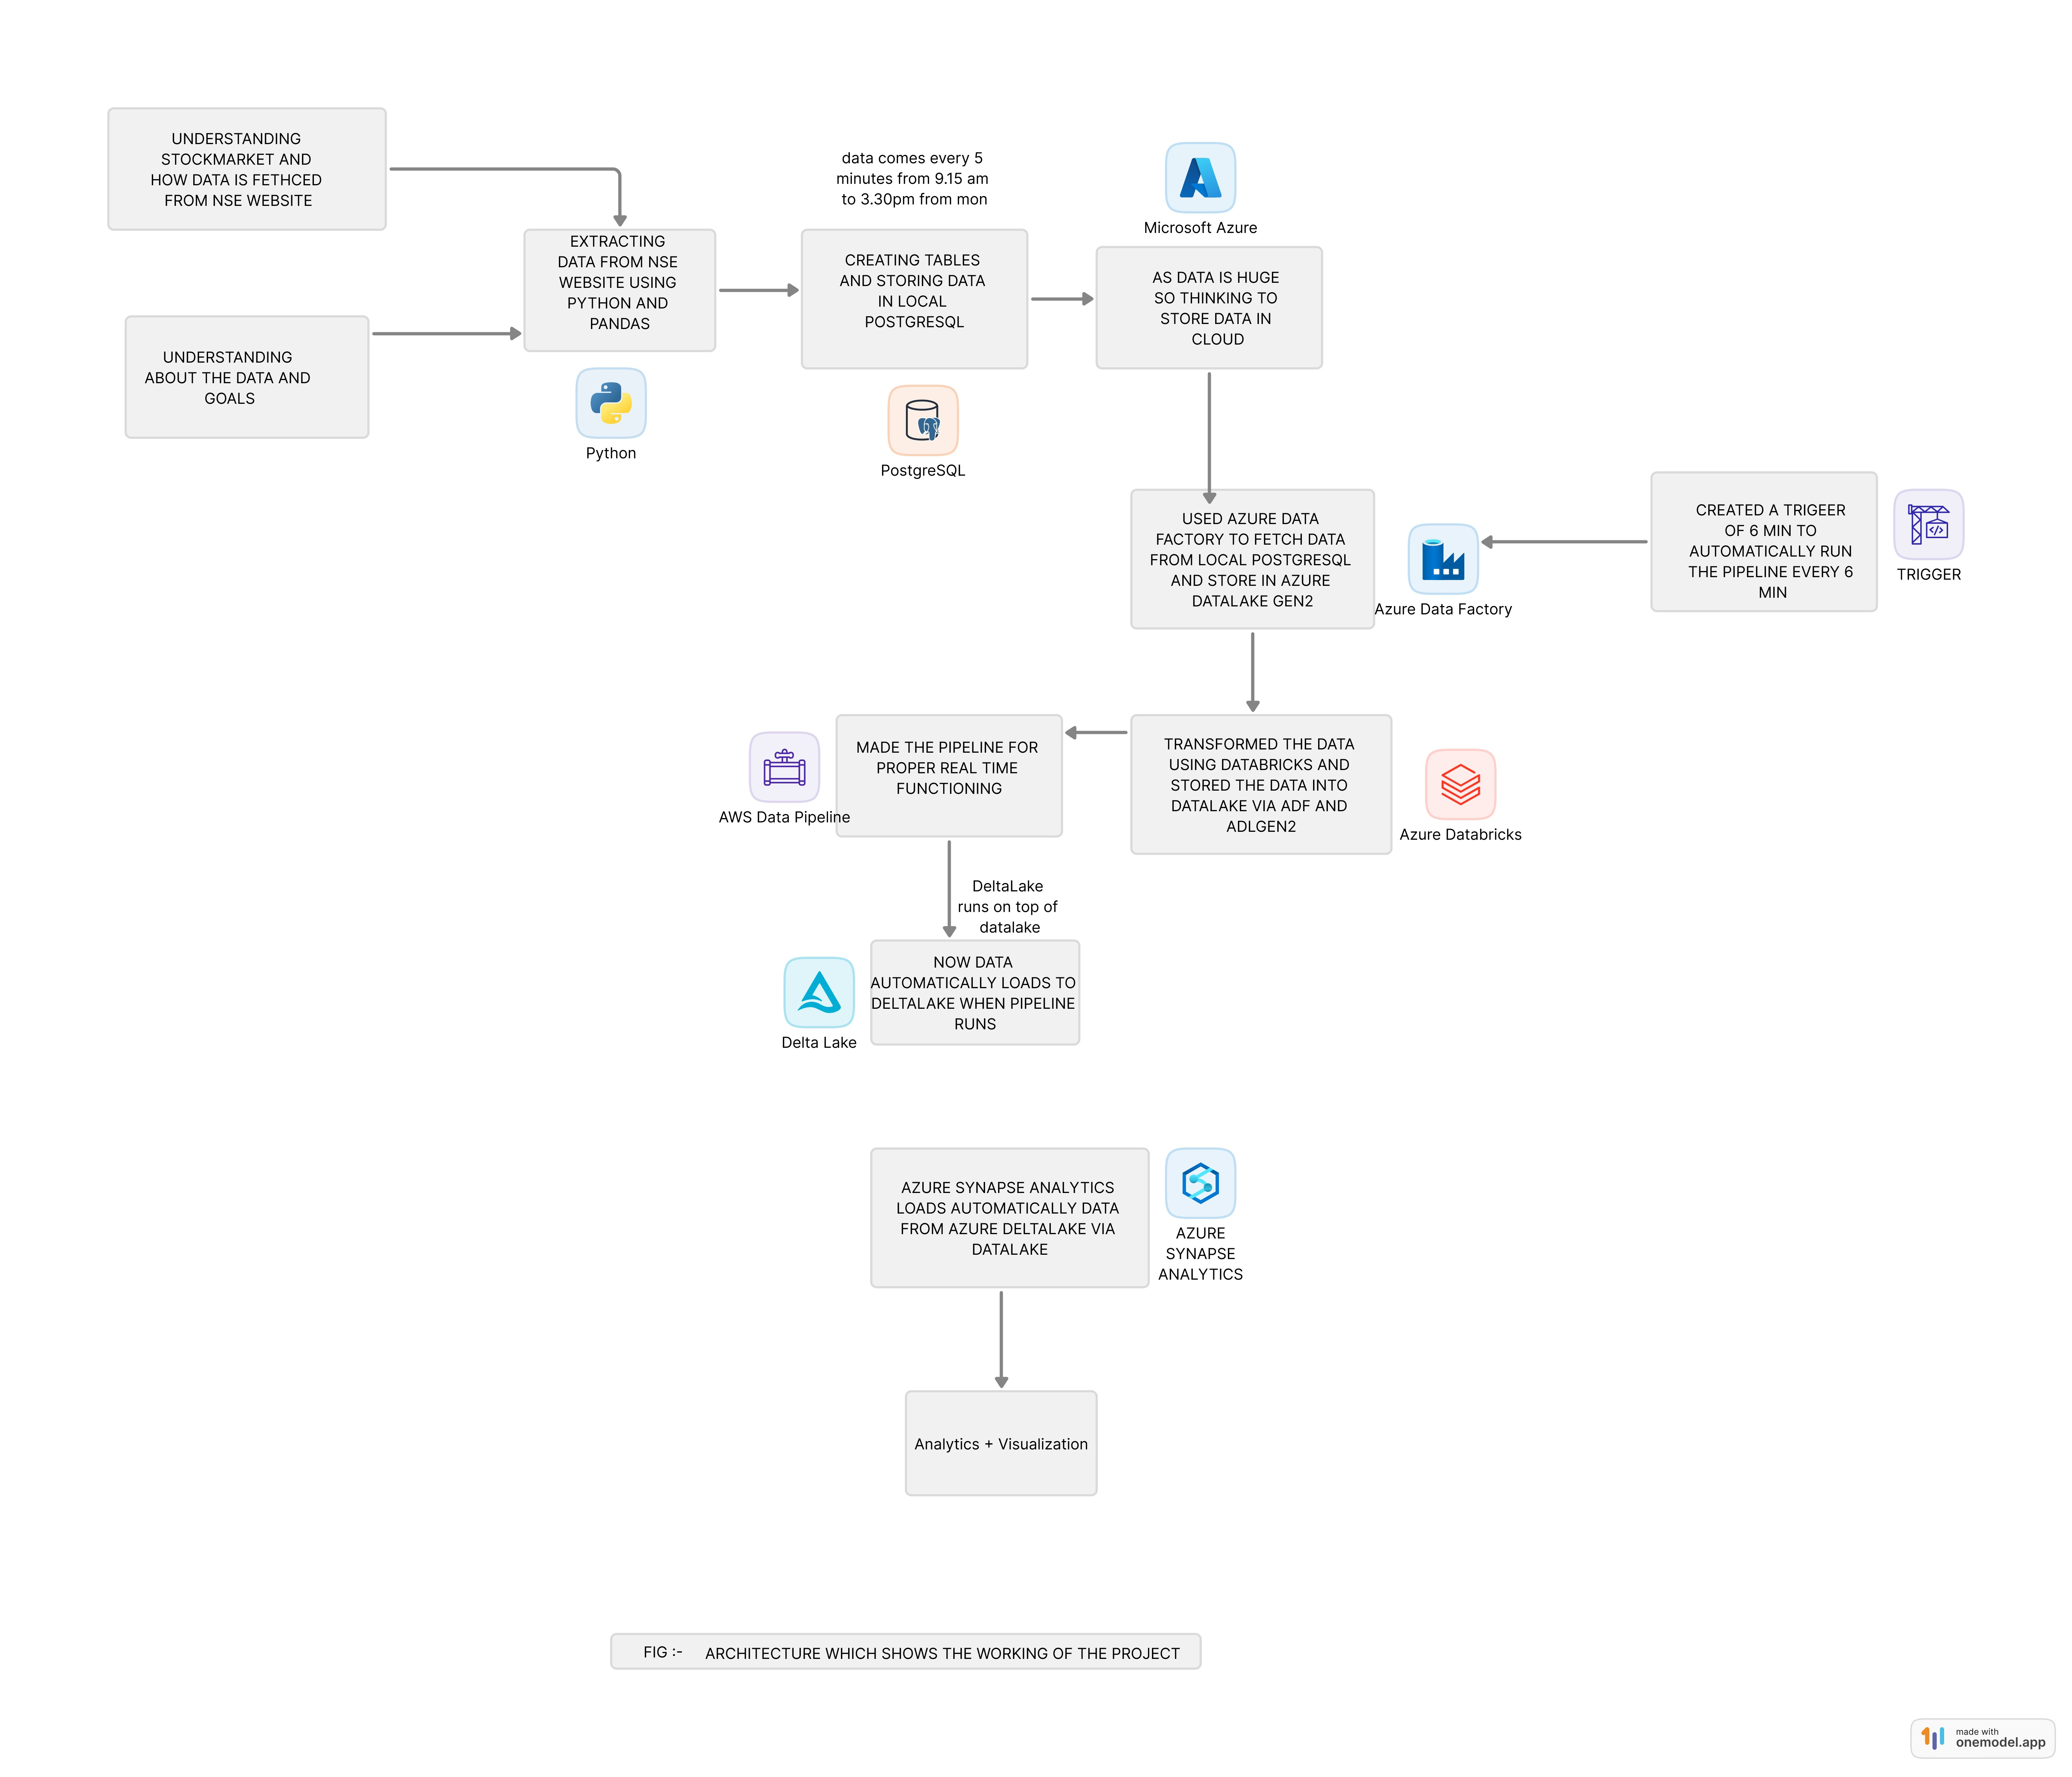 UNDERSTANDING
STOCKMARKET AND
HOW DATA IS FETHCED
FROM NSE WEBSITE
UNDERSTANDING
ABOUT THE DATA AND
GOALS
EXTRACTING
DATA FROM NSE
WEBSITE USING
PYTHON AND
PANDAS
Python
data comes every 5
minutes from 9.15 am
to 3.30pm from mon
CREATING TABLES
AND STORING DATA
IN LOCAL
POSTGRESQL
PostgreSQL
Microsoft Azure
AS DATA IS HUGE
SO THINKING TO
STORE DATA IN
CLOUD
USED AZURE DATA
FACTORY TO FETCH DATA
FROM LOCAL POSTGRESQL
AND STORE IN AZURE
DATALAKE GEN2
Azure Data Factory
CREATED A TRIGEER
OF 6 MIN TO
AUTOMATICALLY RUN
THE PIPELINE EVERY 6
MIN
TRIGGER
TRANSFORMED THE DATA
USING DATABRICKS AND
STORED THE DATA INTO
DATALAKE VIA ADF AND
ADLGEN2
Azure Databricks
MADE THE PIPELINE FOR
PROPER REAL TIME
FUNCTIONING
AWS Data Pipeline
DeltaLake
runs on top of
datalake
NOW DATA
AUTOMATICALLY LOADS TO
DELTALAKE WHEN PIPELINE
RUNS
Delta Lake
AZURE SYNAPSE ANALYTICS
LOADS AUTOMATICALLY DATA
FROM AZURE DELTALAKE VIA
DATALAKE
AZURE
SYNAPSE
ANALYTICS
Analytics + Visualization
FIG :- ARCHITECTURE WHICH SHOWS THE WORKING OF THE PROJECT
made with
onemodel.app